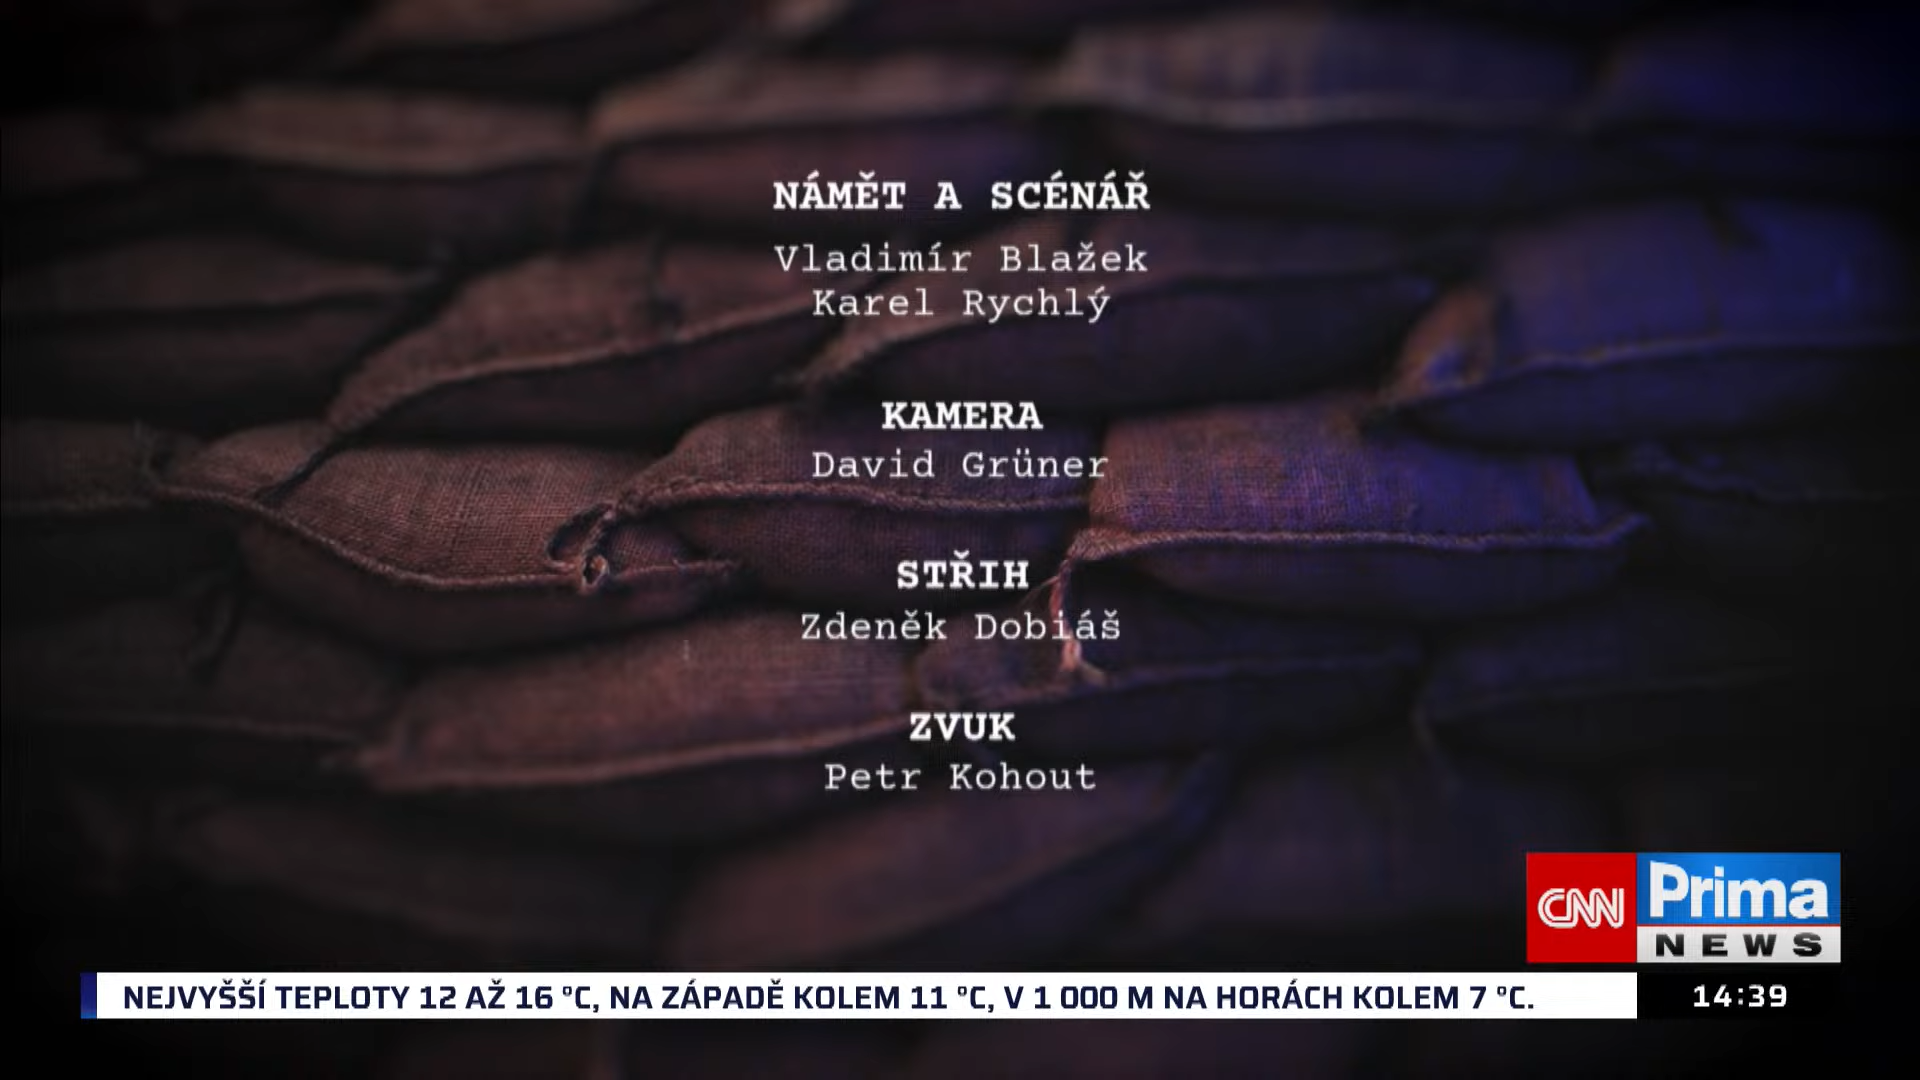 NÁMĚT A SCÉNÁŘ
Vladimír Blažek
Karel Rychlý
KAMERA
David Grüner
STŘIH
Zdeněk Dobiáš
ZVUK
Petr Kohout
CNN Prima
NEWS
NEJVYŠŠÍ TEPLOTY 12 AŽ 16 °C, NA ZÁPADĚ KOLEM 11 °C, V 1 000 M NA HORÁCH KOLEM 7 °C.
14:39